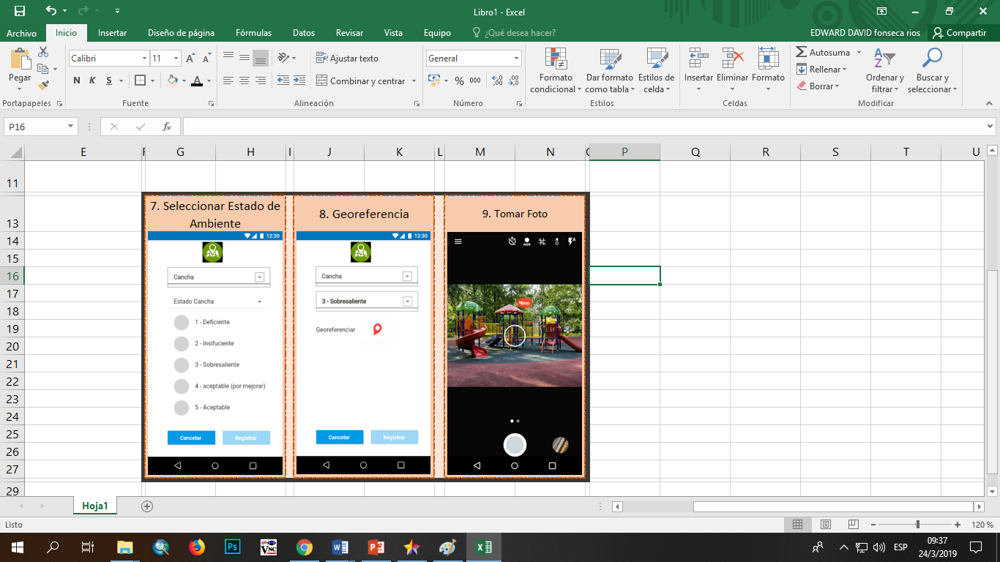 Libro1 - Excel
Archivo Inicio Insertar Diseño de página Fórmulas Datos Revisar Vista Equipo ¿Qué desea hacer? EDWARD DAVID fonseca rios Compartir
Pegar
Calibri 11
N K S
Ajustar texto
Combinar y centrar
General
% 000
Formato condicional
Dar formato como tabla
Estilos de celda
Insertar Eliminar Formato
Autosuma
Rellenar
Borrar
Ordenar y filtrar
Buscar y seleccionar
Portapapeles Fuente Alineación Número Estilos Celdas Modificar
P16 fx
E F G H I J K L M N P Q R S T U
11
13
14
15
16
17
18
19
20
21
22
23
24
25
26
27
29
7. Seleccionar Estado de
Ambiente
12:30
Cancha
Estado Cancha
1 - Deficiente
2 - Insifuciente
3 - Sobresaliente
4 - aceptable (por mejorar)
5 - Aceptable
Cancelar Registrar
8. Georeferencia
12:30
Cancha
3 - Sobresaliente
Georeferenciar
Cancelar Registrar
9. Tomar Foto
HDR
Hoja1
Listo
120 %
ESP
09:37
24/3/2019